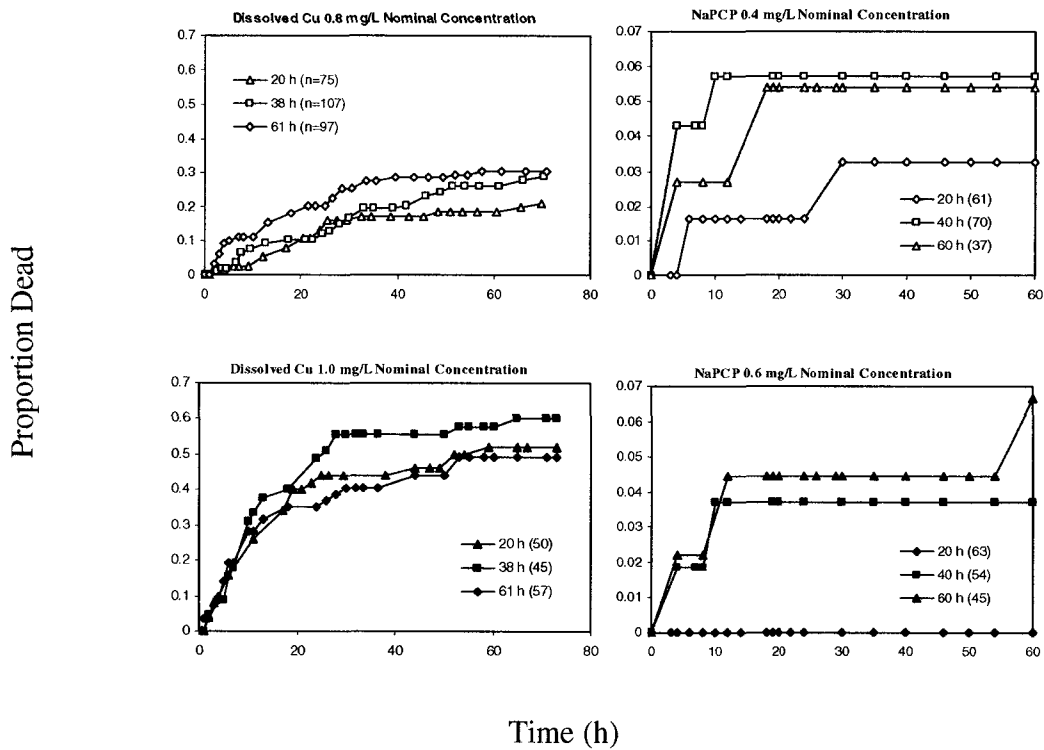 Proportion Dead
Dissolved Cu 0.8 mg/L Nominal Concentration
0.7
0.6
0.5
0.4
0.3
0.2
0.1
0
0 20 40 60 80
20 h (n=75)
38 h (n=107)
61 h (n=97)
NaPCP 0.4 mg/L Nominal Concentration
0.07
0.06
0.05
0.04
0.03
0.02
0.01
0
0 10 20 30 40 50 60
20 h (61)
40 h (70)
60 h (37)
Dissolved Cu 1.0 mg/L Nominal Concentration
0.7
0.6
0.5
0.4
0.3
0.2
0.1
0
0 20 40 60 80
20 h (50)
38 h (45)
61 h (57)
NaPCP 0.6 mg/L Nominal Concentration
0.07
0.06
0.05
0.04
0.03
0.02
0.01
0
0 10 20 30 40 50 60
20 h (63)
40 h (54)
60 h (45)
Time (h)